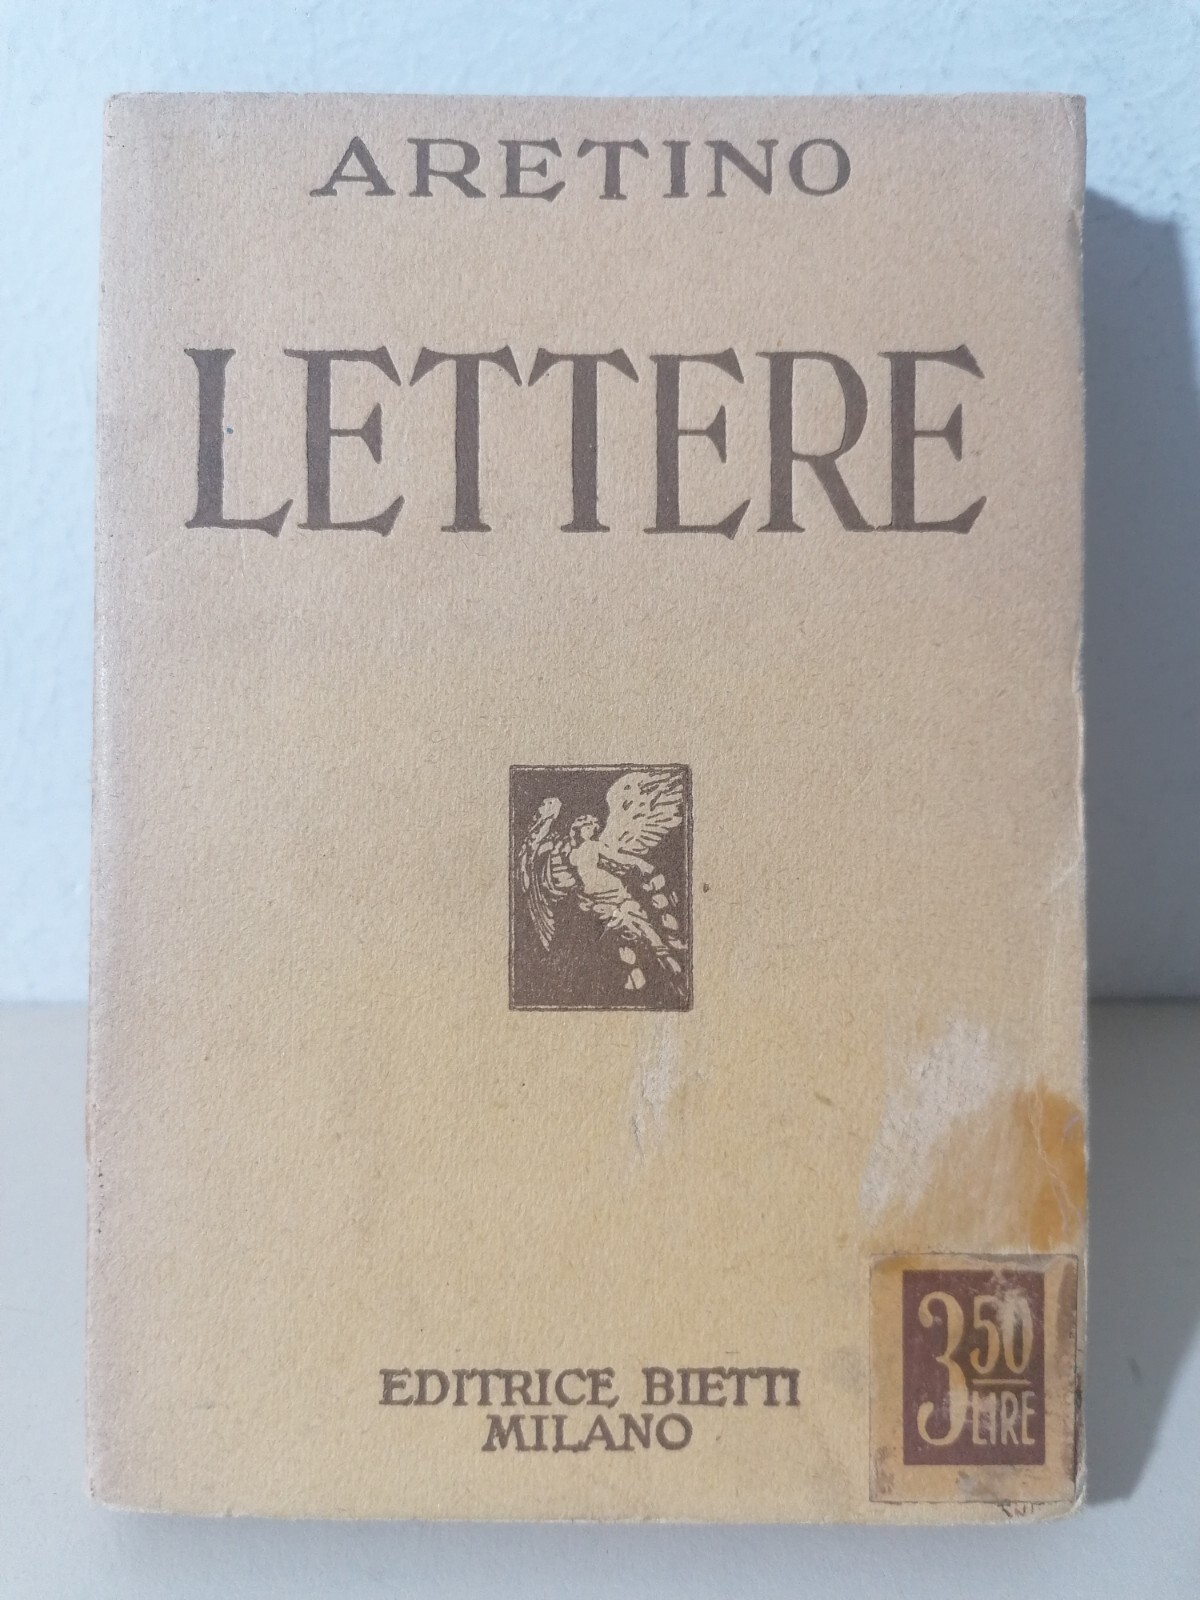 ARETINO
LETTERE
EDITRICE BIETTI
MILANO
3 50
LIRE